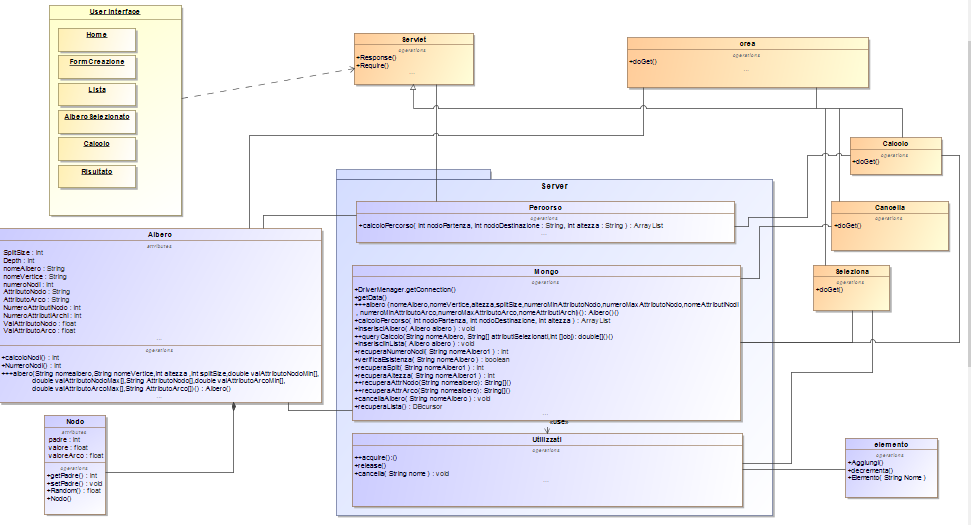 User Interface
Home
Form Creazione
Lista
Albero Selezionato
Calcolo
Risultato
Servlet
operations
+Response()
+Require()
...
crea
operations
+doGet()
...
Calcolo
operations
+doGet()
Cancella
operations
+doGet()
Seleziona
operations
+doGet()
Server
Percorso
operations
+calcoloPercorso( int nodoPartenza, int nodoDestinazione : String, int altezza : String ) : ArrayList
Mongo
operations
+DriverManager.getConnection()
+getData()
+++albero (nomeAlbero,nomeVertice,altezza,splitSize,numeroMinAttributoNodo,numeroMaxAttributoNodo,nomeAttributiNodi
, numeroMinAttributoArco,numeroMaxAttributoArco,nomeAttributiArchi)() : Albero()()
+calcoloPercorso( int nodoPartenza, int nodoDestinazione, int altezza ) : ArrayList
+inserisciAlbero( Albero albero ) : void
++queryCalcolo(String nomeAlbero, String[] attributiSelezionati,int []obj): double[]()()
+inserisciInLista( Albero albero ) : void
+recuperaNumeroNodi( String nomeAlbero1 ) : int
+verificaEsistenza( String nomeAlbero ) : boolean
+recuperaSplit( String nomeAlbero1 ) : int
+recuperaAltezza( String nomeAlbero1 ) : int
++recuperaAttrNodo(String nomealbero): String[]()
++recuperaAttrArco(String nomealbero): String[]()
+cancellaAlbero( String nomeAlbero ) : void
+recuperaLista() : DBcursor
...
«use»
Utilizzati
operations
++acquire():()
+release()
+cancella( String nome ) : void
...
Albero
attributes
SplitSize : int
Depth : int
nomeAlbero : String
nomeVertice : String
numeroNodi : int
AttributoNodo : String
AttributoArco : String
NumeroAttributiNodo : int
NumeroAttributiArchi : int
ValAttributoNodo : float
ValAttributoArco : float
...
operations
+calcoloNodi() : int
+NumeroNodi() : int
+++albero(String nomealbero,String nomeVertice,int altezza ,int splitSize,double valAttributoNodoMin[],
double valAttributoNodoMax[],String AttributoNodo[],double valAttributoArcoMin[],
double valAttributoArcoMax[],String AttributoArco[])() : Albero()
...
Nodo
attributes
padre : int
valore : float
valoreArco : float
operations
+getPadre() : int
+setPadre() : void
+Random() : float
+Nodo()
elemento
operations
+Aggiungi()
+decrementa()
+Elemento( String Nome )